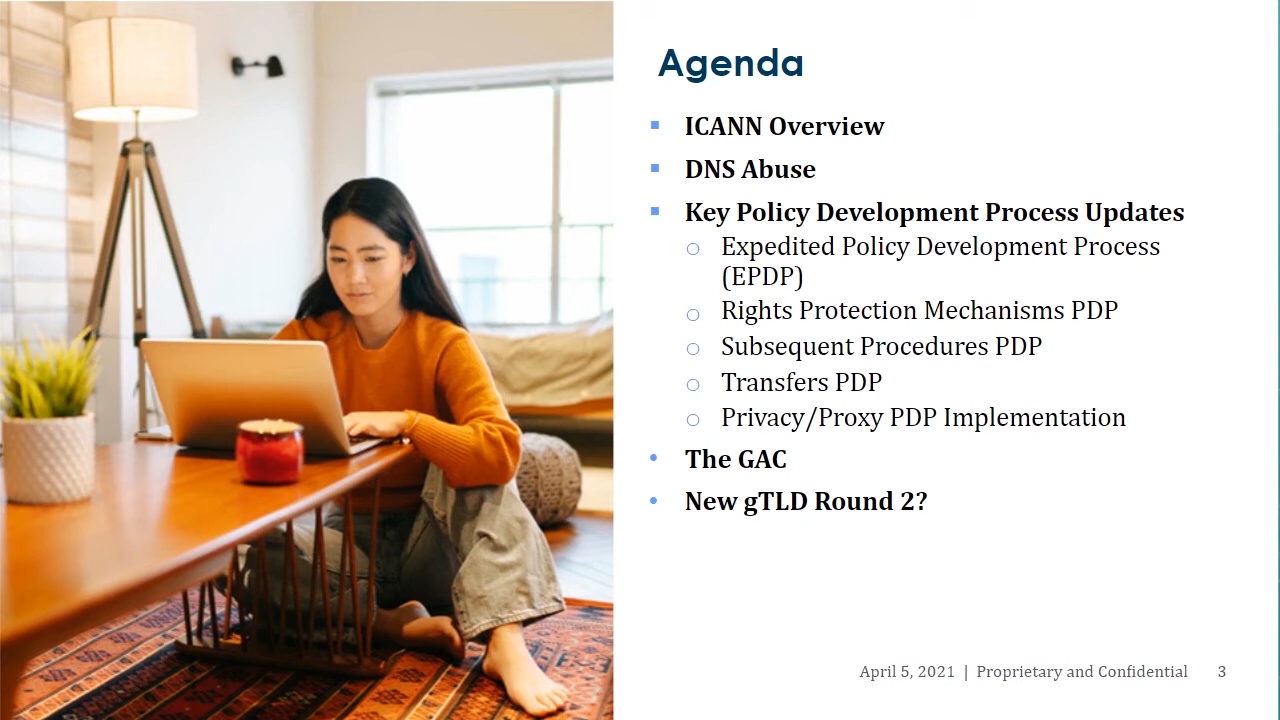 Agenda
ICANN Overview
DNS Abuse
Key Policy Development Process Updates
Expedited Policy Development Process
(EPDP)
Rights Protection Mechanisms PDP
Subsequent Procedures PDP
Transfers PDP
Privacy/Proxy PDP Implementation
The GAC
New gTLD Round 2?
April 5, 2021 | Proprietary and Confidential 3